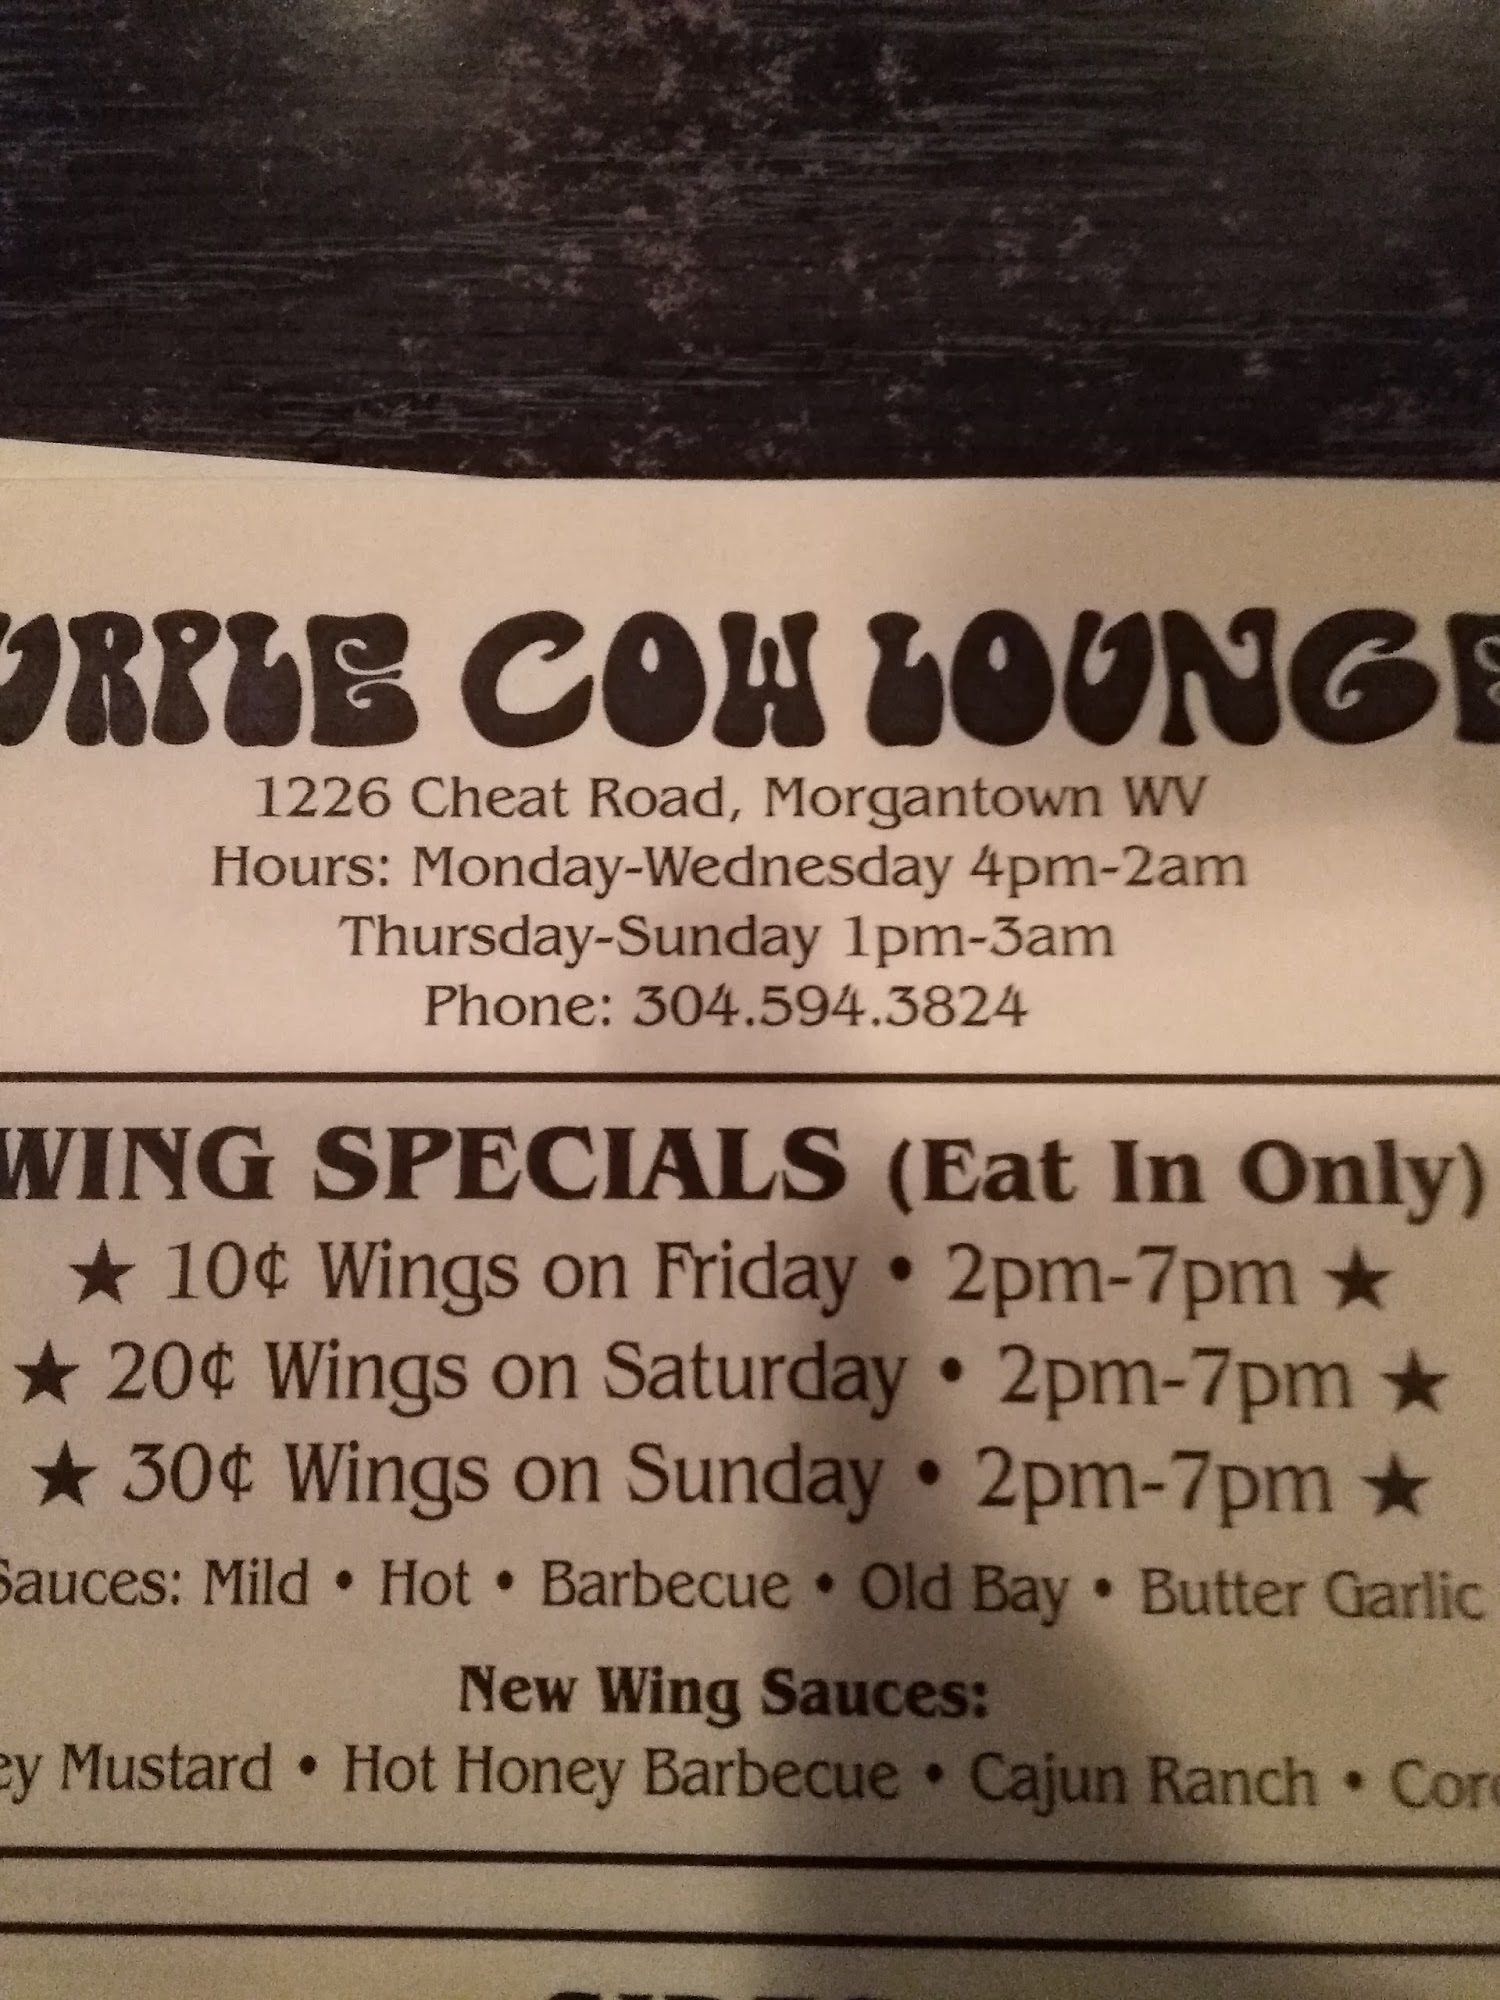 URPLE COW LOUNGE
1226 Cheat Road, Morgantown WV
Hours: Monday-Wednesday 4pm-2am
Thursday-Sunday 1pm-3am
Phone: 304.594.3824
WING SPECIALS (Eat In Only)
★ 10¢ Wings on Friday • 2pm-7pm ★
★ 20¢ Wings on Saturday • 2pm-7pm ★
★ 30¢ Wings on Sunday • 2pm-7pm ★
Sauces: Mild • Hot • Barbecue • Old Bay • Butter Garlic
New Wing Sauces:
ey Mustard • Hot Honey Barbecue • Cajun Ranch •